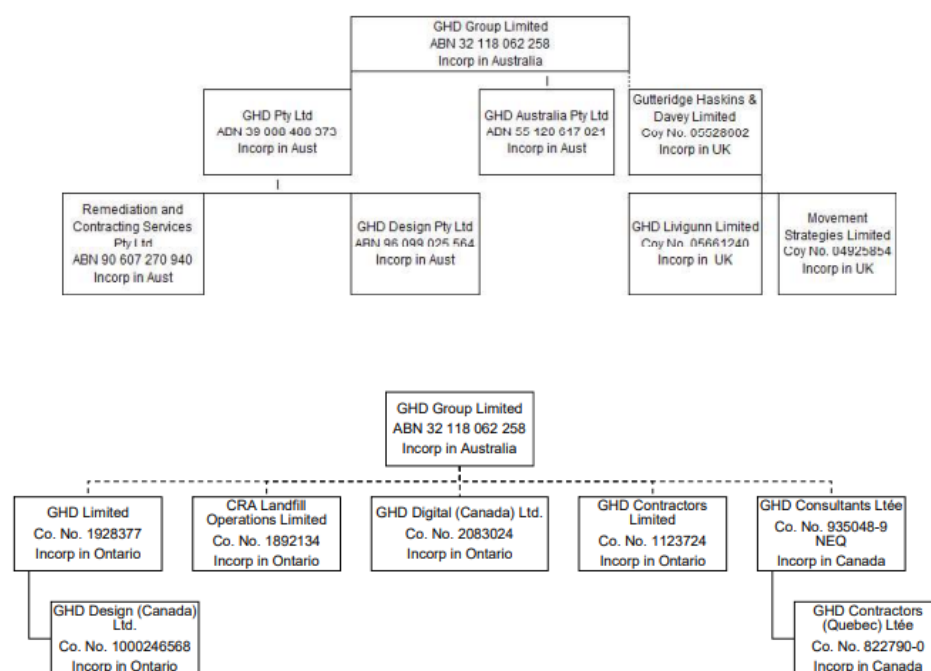 GHD Group Limited
ABN 32 118 062 258
Incorp in Australia
GHD Pty Ltd
ABN 39 008 488 373
Incorp in Aust
GHD Australia Pty Ltd
ABN 55 120 617 021
Incorp in Aust
Gutteridge Haskins &
Davey Limited
Coy No. 05528602
Incorp in UK
Remediation and
Contracting Services
Pty Ltd
ABN 90 607 270 940
Incorp in Aust
GHD Design Pty Ltd
ABN 96 099 025 564
Incorp in Aust
GHD Livigunn Limited
Coy No. 05661240
Incorp in UK
Movement
Strategies Limited
Coy No. 04925854
Incorp in UK
GHD Group Limited
ABN 32 118 062 258
Incorp in Australia
GHD Limited
Co. No. 1928377
Incorp in Ontario
CRA Landfill
Operations Limited
Co. No. 1892134
Incorp in Ontario
GHD Digital (Canada) Ltd.
Co. No. 2083024
Incorp in Ontario
GHD Contractors
Limited
Co. No. 1123724
Incorp in Ontario
GHD Consultants Ltée
Co. No. 935048-9
NEQ
Incorp in Canada
GHD Design (Canada)
Ltd.
Co. No. 1000246568
Incorp in Ontario
GHD Contractors
(Quebec) Ltée
Co. No. 822790-0
Incorp in Canada